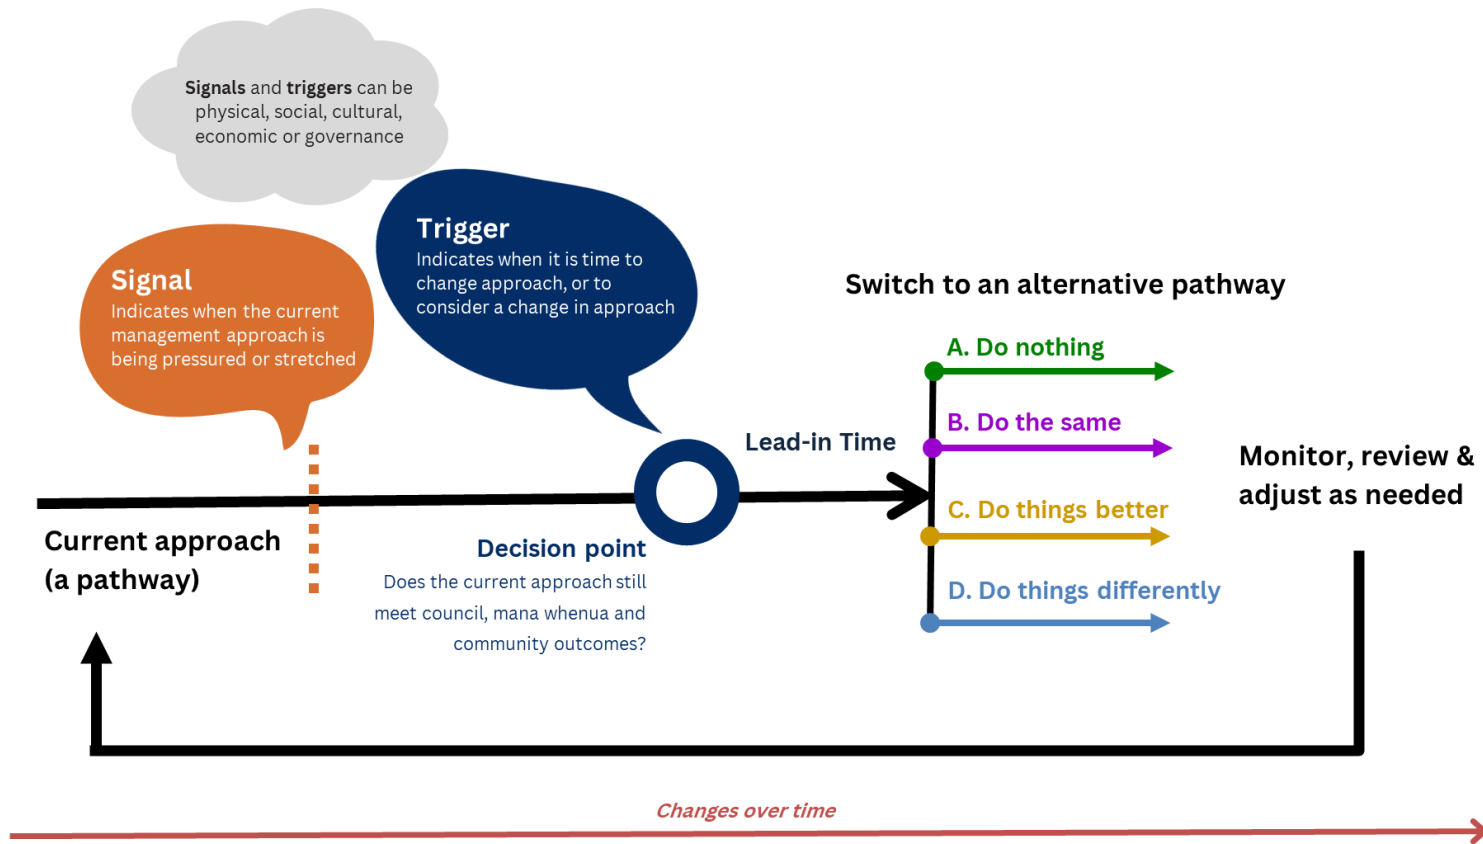 Signals and triggers can be
physical, social, cultural,
economic or governance
Signal
Indicates when the current
management approach is
being pressured or stretched
Trigger
Indicates when it is time to
change approach, or to
consider a change in approach
Current approach
(a pathway)
Decision point
Does the current approach still
meet council, mana whenua and
community outcomes?
Lead-in Time
Switch to an alternative pathway
A. Do nothing
B. Do the same
C. Do things better
D. Do things differently
Monitor, review &
adjust as needed
Changes over time